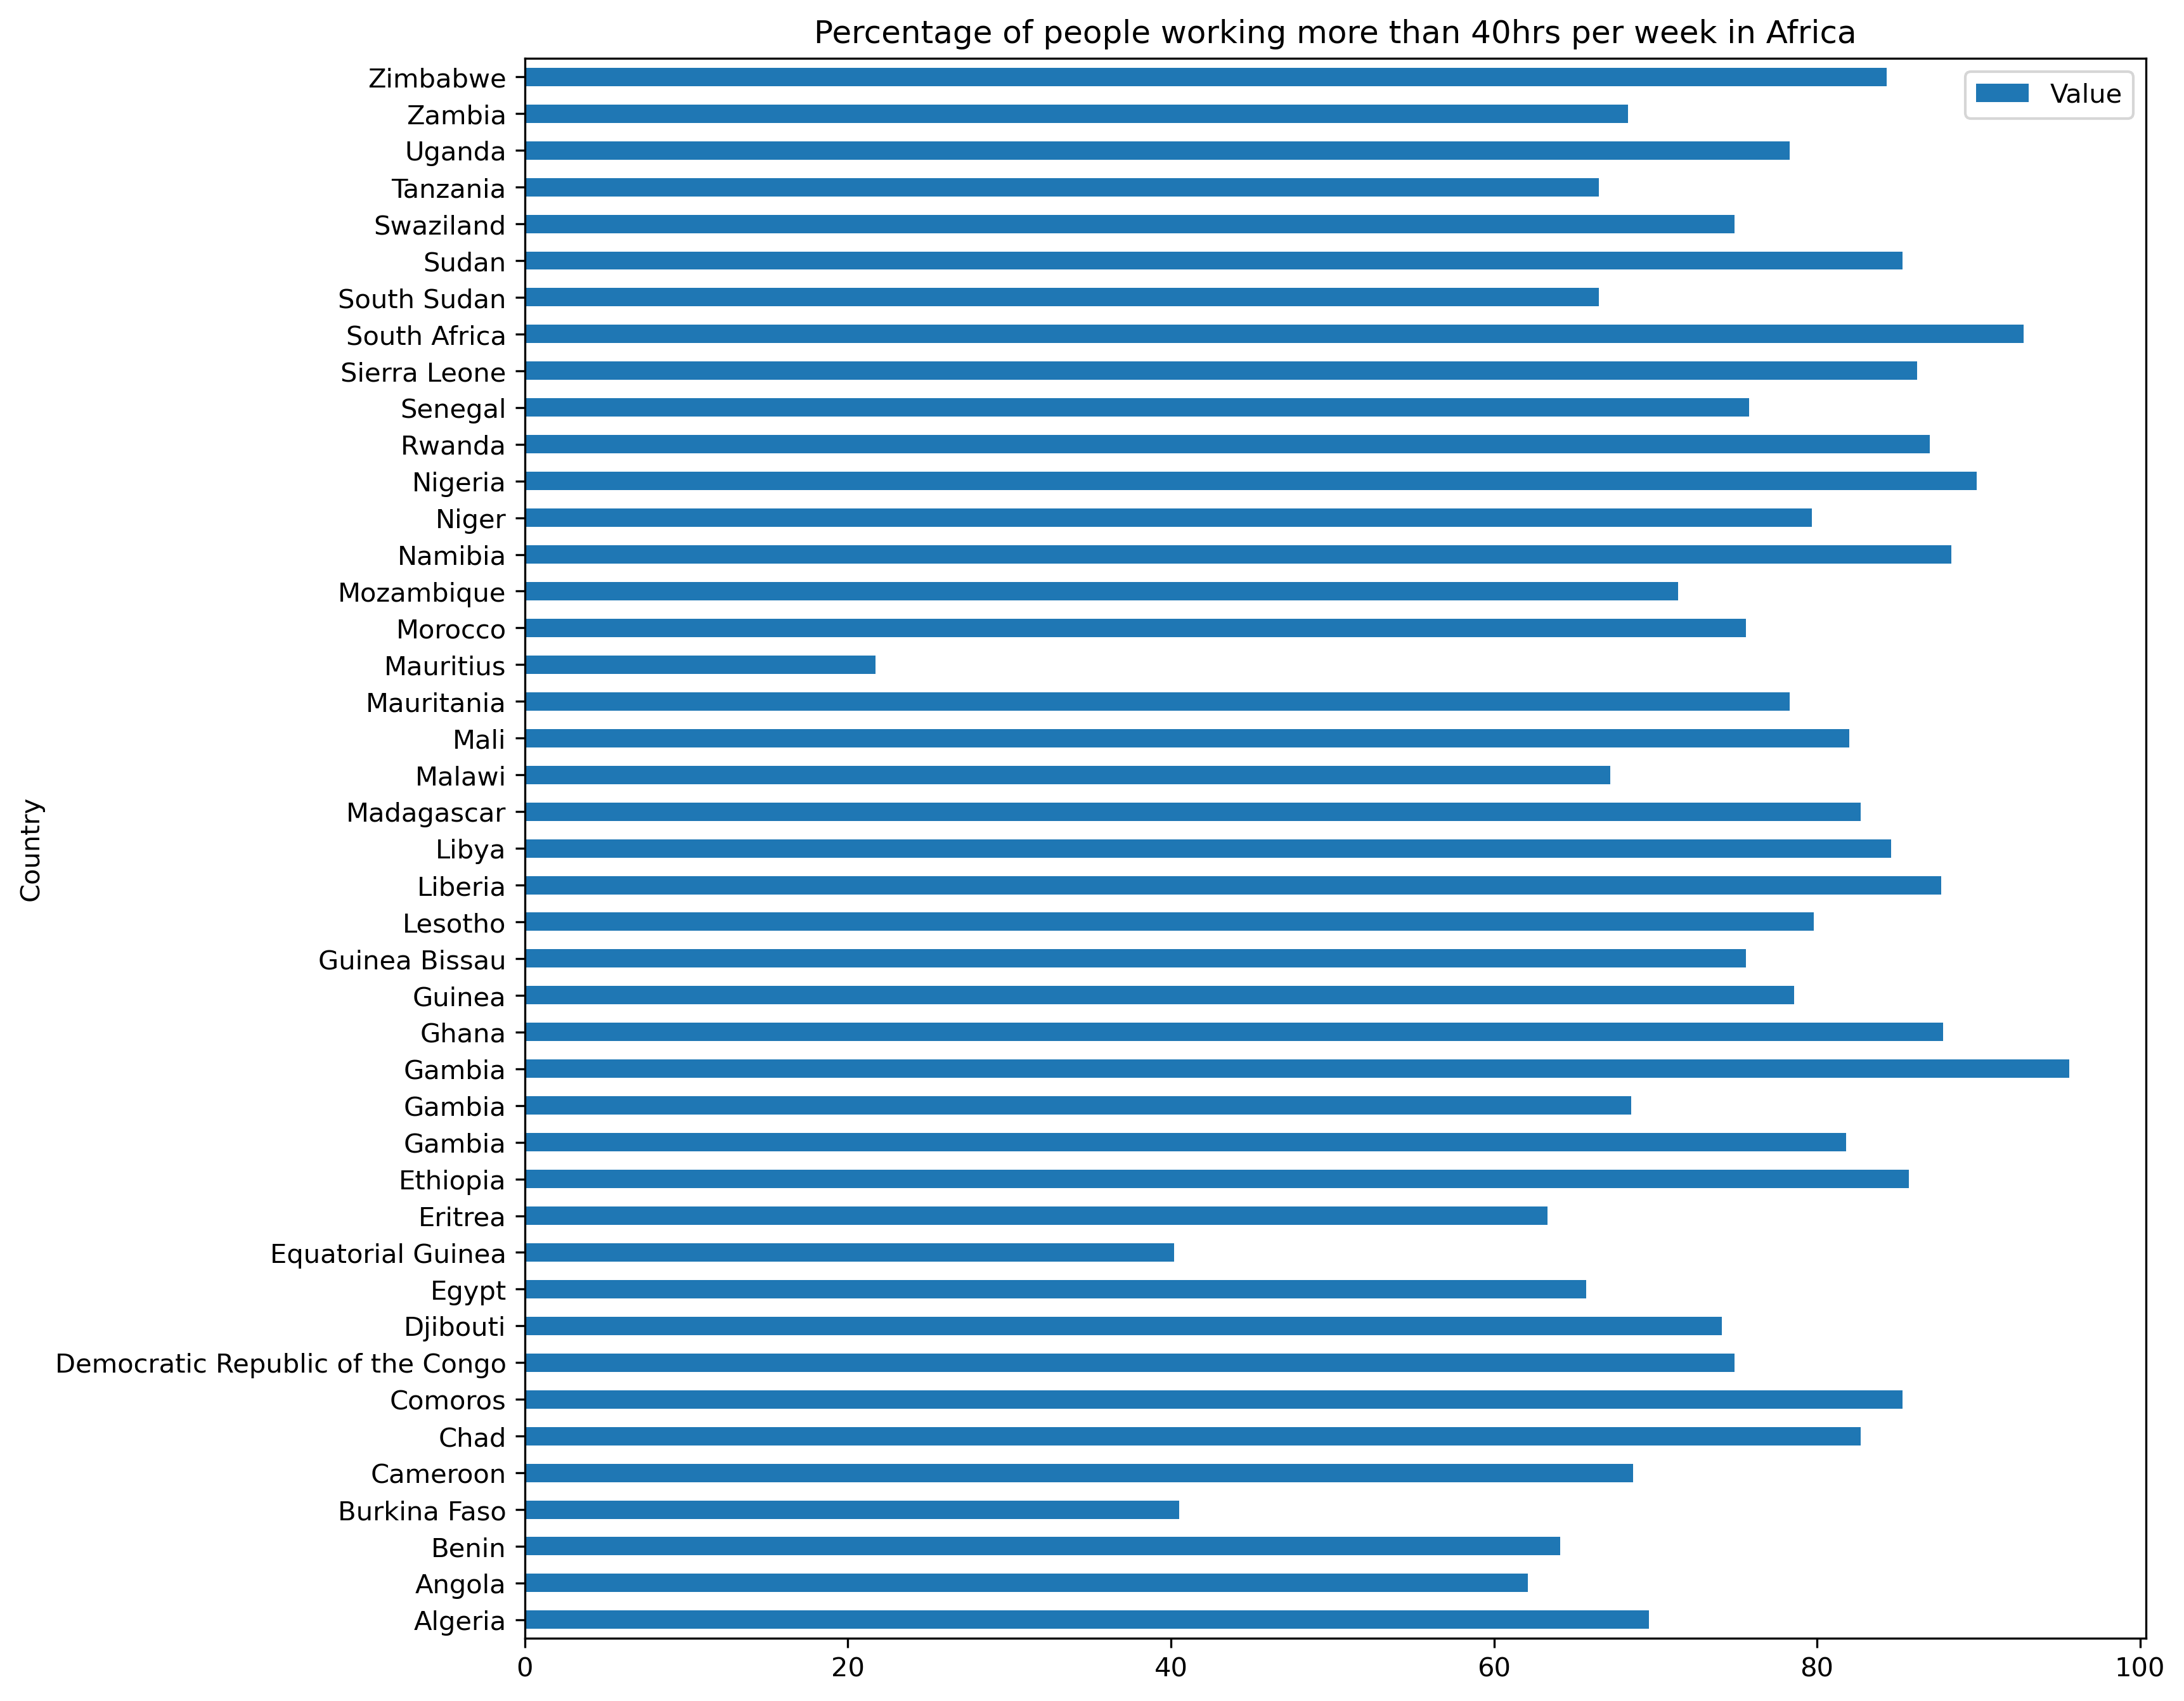 Percentage of people working more than 40hrs per week in Africa
Value
Country
Zimbabwe
Zambia
Uganda
Tanzania
Swaziland
Sudan
South Sudan
South Africa
Sierra Leone
Senegal
Rwanda
Nigeria
Niger
Namibia
Mozambique
Morocco
Mauritius
Mauritania
Mali
Malawi
Madagascar
Libya
Liberia
Lesotho
Guinea Bissau
Guinea
Ghana
Gambia
Gambia
Gambia
Ethiopia
Eritrea
Equatorial Guinea
Egypt
Djibouti
Democratic Republic of the Congo
Comoros
Chad
Cameroon
Burkina Faso
Benin
Angola
Algeria
0 20 40 60 80 100